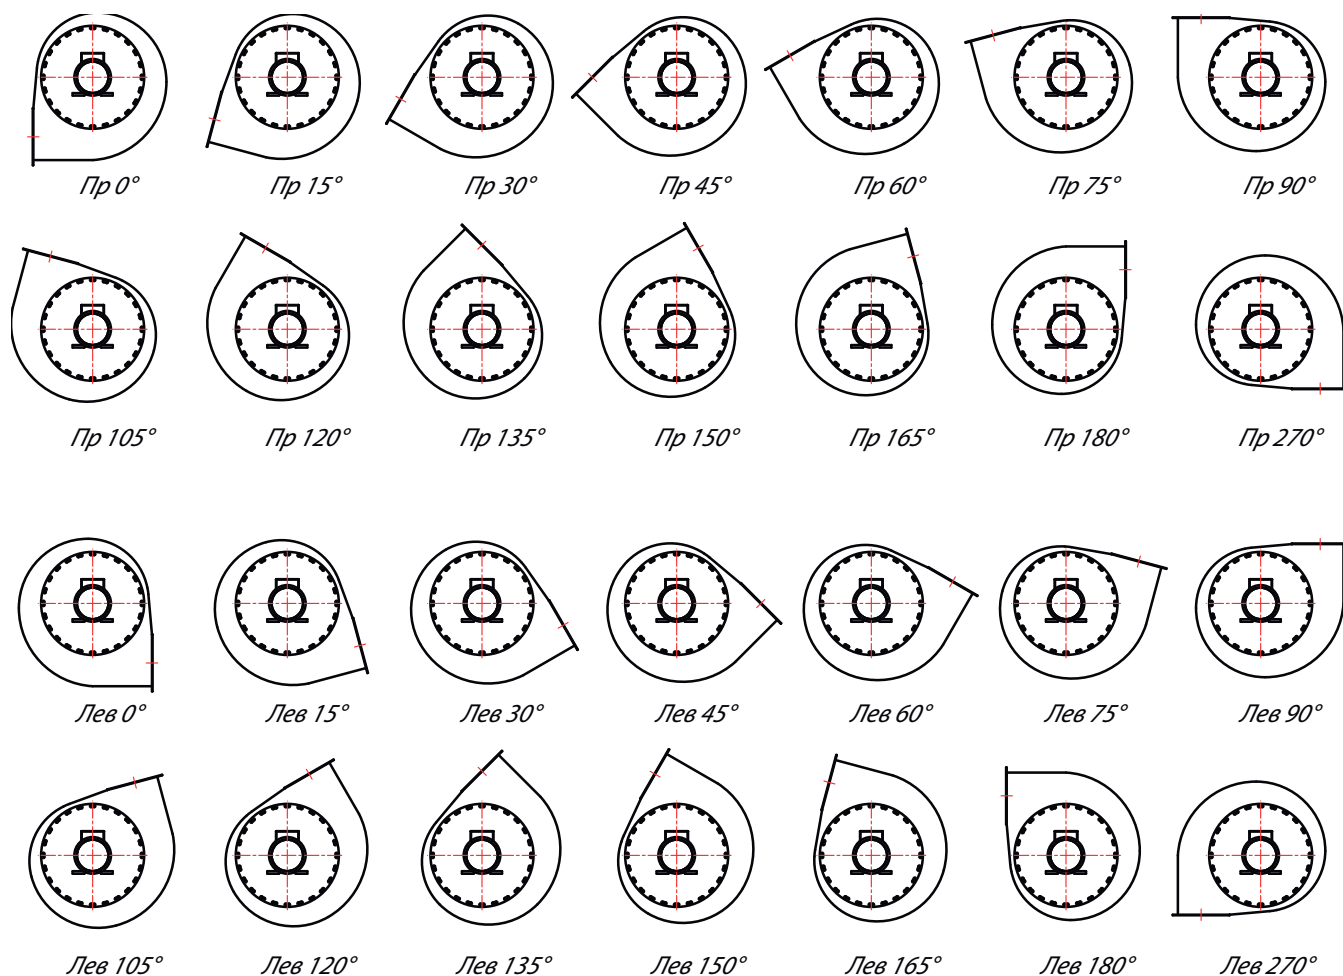 Пр 0° Пр 15° Пр 30° Пр 45° Пр 60° Пр 75° Пр 90°
Пр 105° Пр 120° Пр 135° Пр 150° Пр 165° Пр 180° Пр 270°
Лев 0° Лев 15° Лев 30° Лев 45° Лев 60° Лев 75° Лев 90°
Лев 105° Лев 120° Лев 135° Лев 150° Лев 165° Лев 180° Лев 270°